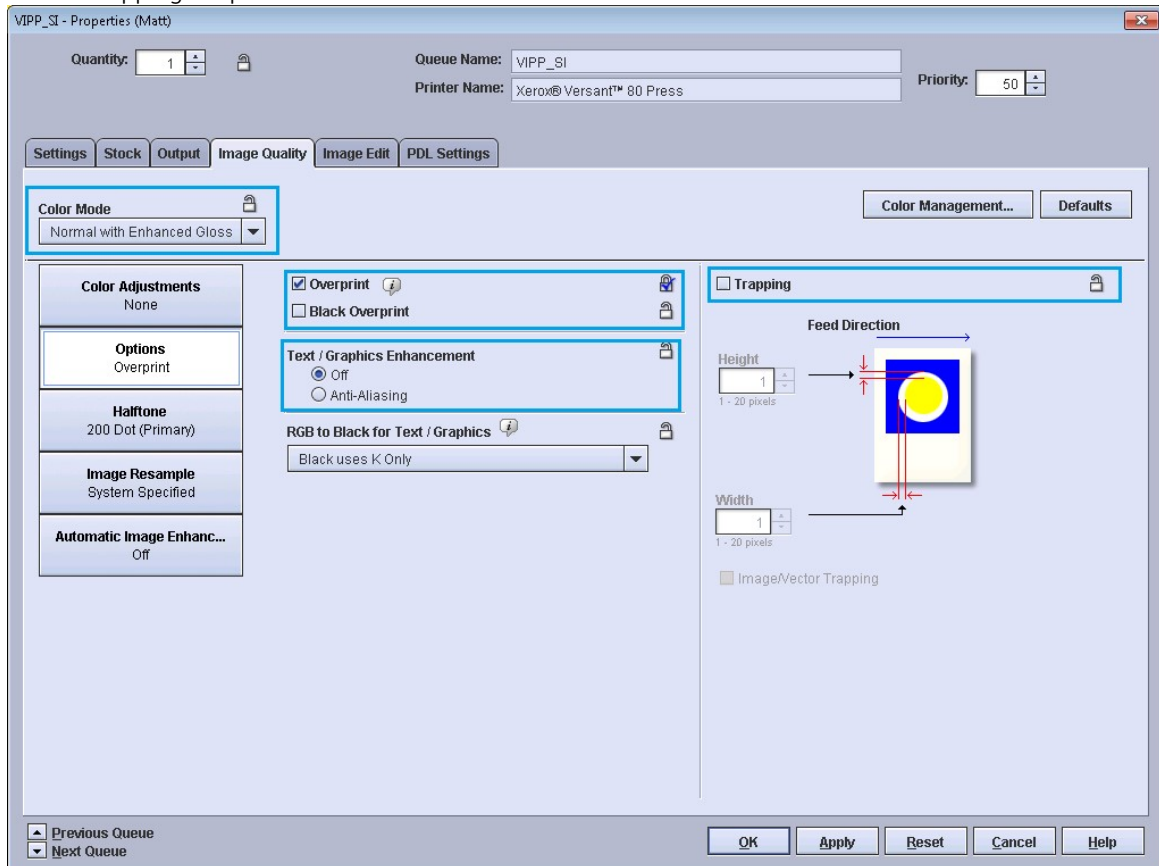 VIPP_SI - Properties (Matt)
Quantity: 1
Queue Name: VIPP_SI
Printer Name: Xerox® Versant™ 80 Press
Priority: 50
Settings Stock Output Image Quality Image Edit PDL Settings
Color Mode
Normal with Enhanced Gloss
Color Management... Defaults
Color Adjustments
None
Options
Overprint
Halftone
200 Dot (Primary)
Image Resample
System Specified
Automatic Image Enhanc...
Off
Overprint
Black Overprint
Text / Graphics Enhancement
Off
Anti-Aliasing
RGB to Black for Text / Graphics
Black uses K Only
Trapping
Feed Direction
Height
1
1 - 20 pixels
Width
1
1 - 20 pixels
Image/Vector Trapping
Previous Queue
Next Queue
OK Apply Reset Cancel Help